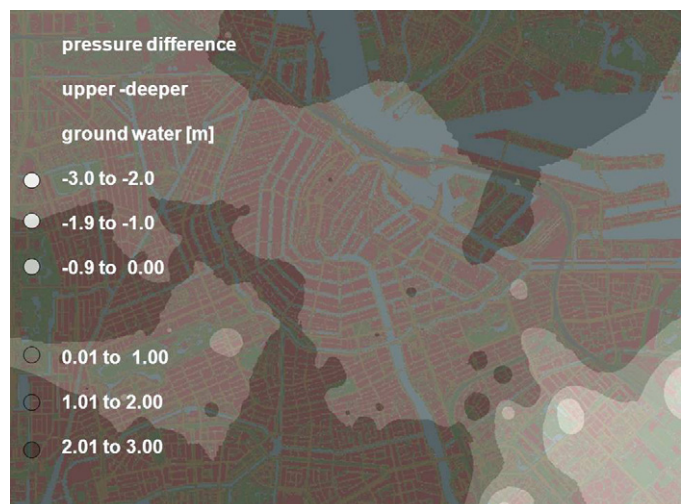 pressure difference
upper -deeper
ground water [m]
-3.0 to -2.0
-1.9 to -1.0
-0.9 to 0.00
0.01 to 1.00
1.01 to 2.00
2.01 to 3.00